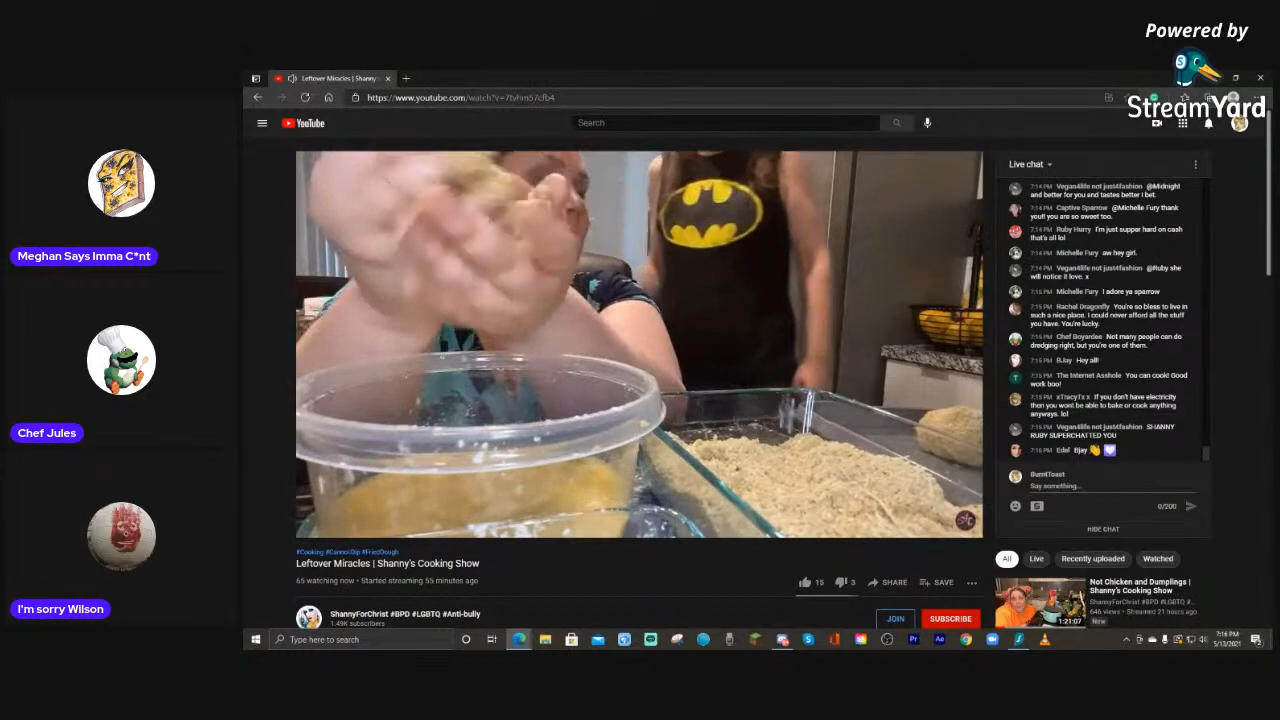 Powered by
StreamYard
Leftover Miracles | Shanny'
https://www.youtube.com/watch?v=7tvhm57cfb4
YouTube
Search
Live chat
7:14 PM Vegan4life not just4fashion @Midnight
and better for you and tastes better I bet.
7:14 PM Captive Sparrow @Michelle Fury thank
you!! you are so sweet too.
7:14 PM Ruby Hurry I'm just supper hard on cash
that's all lol
7:14 PM Michelle Fury aw hey girl.
7:14 PM Vegan4life not just4fashion @Ruby she
will notice it love. x
7:15 PM Michelle Fury I adore ya sparrow
7:15 PM Rachel Dragonfly You're so bless to live in
such a nice place. I could never afford all the stuff
you have. You're lucky.
7:15 PM Chef Boyardee Not many people can do
dredging right, but you're one of them.
7:15 PM BJay Hey all!
7:15 PM The Internet Asshole You can cook! Good
work boo!
7:15 PM xTracyTx x If you don't have electricity
then you wont be able to bake or cook anything
anyways. lol
7:15 PM Vegan4life not just4fashion SHANNY
RUBY SUPERCHATTED YOU
7:16 PM Edel Bjay
BurntToast
Say something...
0/200
HIDE CHAT
Meghan Says Imma C*nt
Chef Jules
I'm sorry Wilson
#Cooking #CannoliDip #FriedDough
Leftover Miracles | Shanny's Cooking Show
65 watching now • Started streaming 55 minutes ago
15
3
SHARE
SAVE
ShannyForChrist #BPD #LGBTQ #Anti-bully
1.49K subscribers
JOIN
SUBSCRIBE
All
Live
Recently uploaded
Watched
Not Chicken and Dumplings |
Shanny's Cooking Show
ShannyForChrist #BPD #LGBTQ #...
646 views • Streamed 21 hours ago
New
1:21:07
Type here to search
7:16 PM
5/13/2021